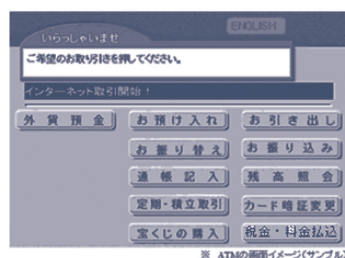 いらっしゃいませ
ENGLISH
ご希望のお取り引きを押してください。
インターネット取引開始！
外貨預金 お預け入れ お引き出し
お振り替え お振り込み
通帳記入 残高照会
定期・積立取引 カード暗証変更
宝くじの購入 税金・料金払込
※ ATMの画面イメージ(サンプル)